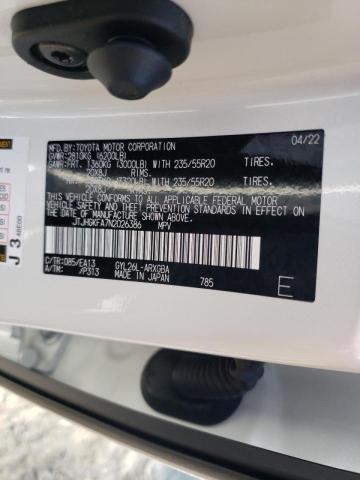 MFD.BY:TOYOTA MOTOR CORPORATION 04/22
GVWR:2810KG (6200LB)
GAWR:FRT. 1360KG (3000LB) WITH 235/55R20 TIRES,
20X8J RIMS,
WITH 235/55R20 TIRES,
20X8J
THIS VEHICLE CONFORMS TO ALL APPLICABLE FEDERAL MOTOR
VEHICLE SAFETY AND THEFT PREVENTION STANDARDS IN EFFECT
ON THE DATE OF MANUFACTURE SHOWN ABOVE.
JTJHGKFA7N2026386 MPV
C/TR:085/EA13 GYL26L-ARXGBA
A/TM: /P313 MADE IN JAPAN 785
E
J 3 ABE00